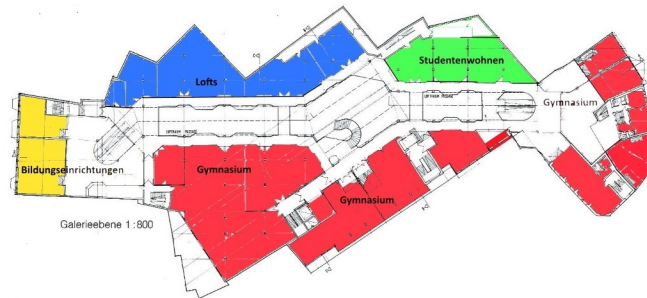 Studentenwohnen
Lofts
Gymnasium
Bildungseinrichtungen
Gymnasium
Gymnasium
Galerieebene 1:800